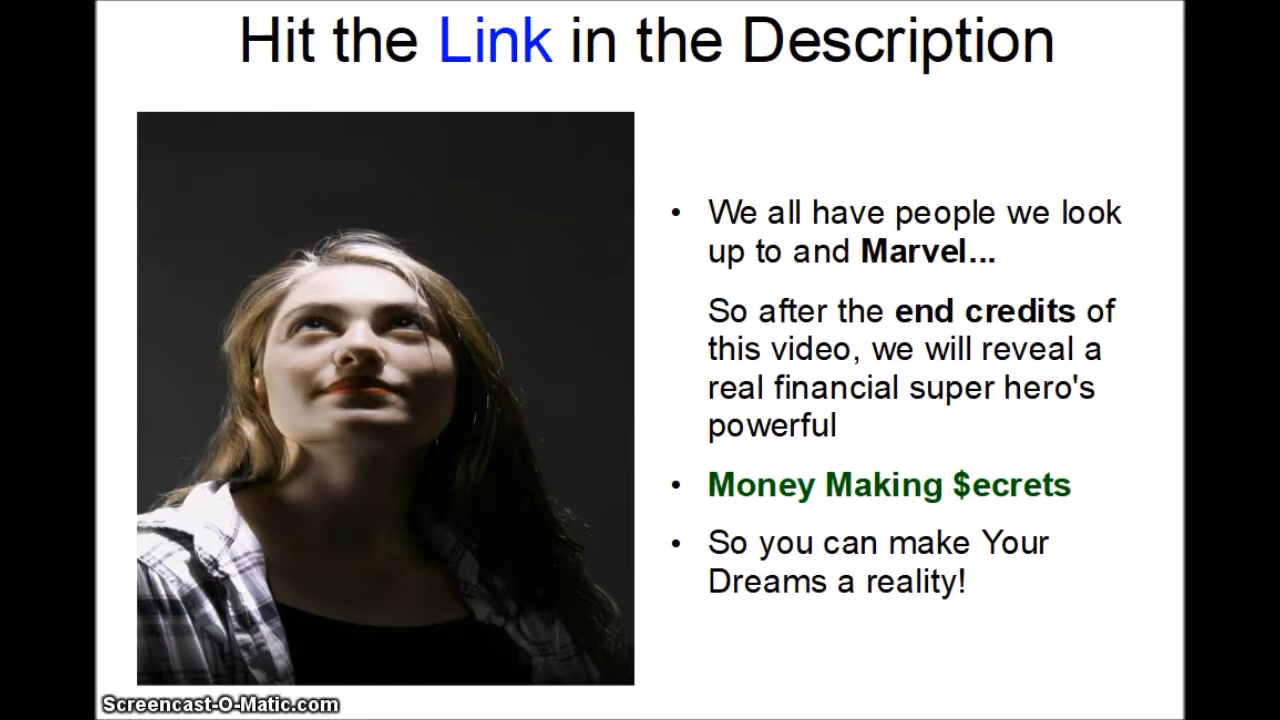 Hit the Link in the Description
• We all have people we look
up to and Marvel...
So after the end credits of
this video, we will reveal a
real financial super hero's
powerful
• Money Making $ecrets
• So you can make Your
Dreams a reality!
Screencast-O-Matic.com